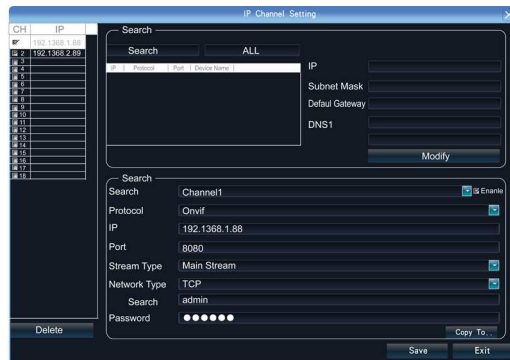 IP Channel Setting
CH IP
192.1368.1.88
2 192.1368.2.89
3
4
5
6
7
8
9
10
11
12
13
14
15
16
17
18
Delete
Search
Search ALL
IP Protocol Port Device Name
IP
Subnet Mask
Defaul Gateway
DNS1
Modify
Search
Search Channel1 Enanle
Protocol Onvif
IP 192.1368.1.88
Port 8080
Stream Type Main Stream
Network Type TCP
Search admin
Password ●●●●●●
Copy To..
Save Exit